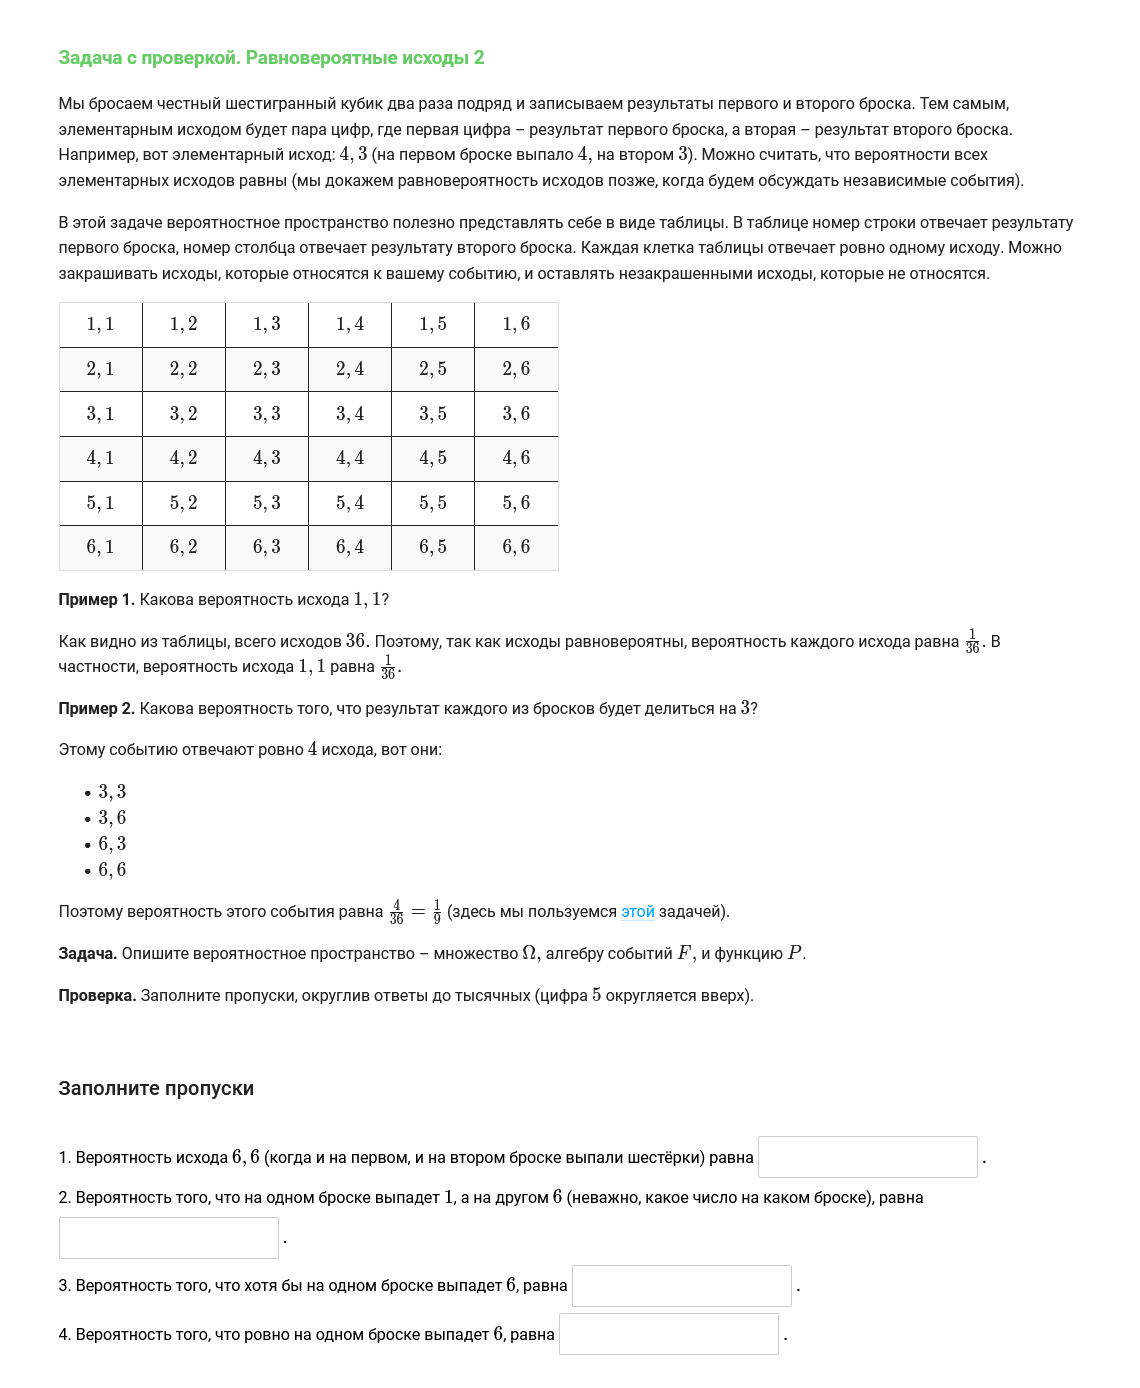 Задача с проверкой. Равновероятные исходы 2
Мы бросаем честный шестигранный кубик два раза подряд и записываем результаты первого и второго броска. Тем самым,
элементарным исходом будет пара цифр, где первая цифра – результат первого броска, а вторая – результат второго броска.
Например, вот элементарный исход: 4, 3 (на первом броске выпало 4, на втором 3). Можно считать, что вероятности всех
элементарных исходов равны (мы докажем равновероятность исходов позже, когда будем обсуждать независимые события).
В этой задаче вероятностное пространство полезно представлять себе в виде таблицы. В таблице номер строки отвечает результату
первого броска, номер столбца отвечает результату второго броска. Каждая клетка таблицы отвечает ровно одному исходу. Можно
закрашивать исходы, которые относятся к вашему событию, и оставлять незакрашенными исходы, которые не относятся.
1, 1 1, 2 1, 3 1, 4 1, 5 1, 6
2, 1 2, 2 2, 3 2, 4 2, 5 2, 6
3, 1 3, 2 3, 3 3, 4 3, 5 3, 6
4, 1 4, 2 4, 3 4, 4 4, 5 4, 6
5, 1 5, 2 5, 3 5, 4 5, 5 5, 6
6, 1 6, 2 6, 3 6, 4 6, 5 6, 6
Пример 1. Какова вероятность исхода 1, 1?
Как видно из таблицы, всего исходов 36. Поэтому, так как исходы равновероятны, вероятность каждого исхода равна 1/36. В
частности, вероятность исхода 1, 1 равна 1/36.
Пример 2. Какова вероятность того, что результат каждого из бросков будет делиться на 3?
Этому событию отвечают ровно 4 исхода, вот они:
• 3, 3
• 3, 6
• 6, 3
• 6, 6
Поэтому вероятность этого события равна 4/36 = 1/9 (здесь мы пользуемся этой задачей).
Задача. Опишите вероятностное пространство – множество Ω, алгебру событий F, и функцию P.
Проверка. Заполните пропуски, округлив ответы до тысячных (цифра 5 округляется вверх).
Заполните пропуски
1. Вероятность исхода 6, 6 (когда и на первом, и на втором броске выпали шестёрки) равна .
2. Вероятность того, что на одном броске выпадет 1, а на другом 6 (неважно, какое число на каком броске), равна
.
3. Вероятность того, что хотя бы на одном броске выпадет 6, равна .
4. Вероятность того, что ровно на одном броске выпадет 6, равна .